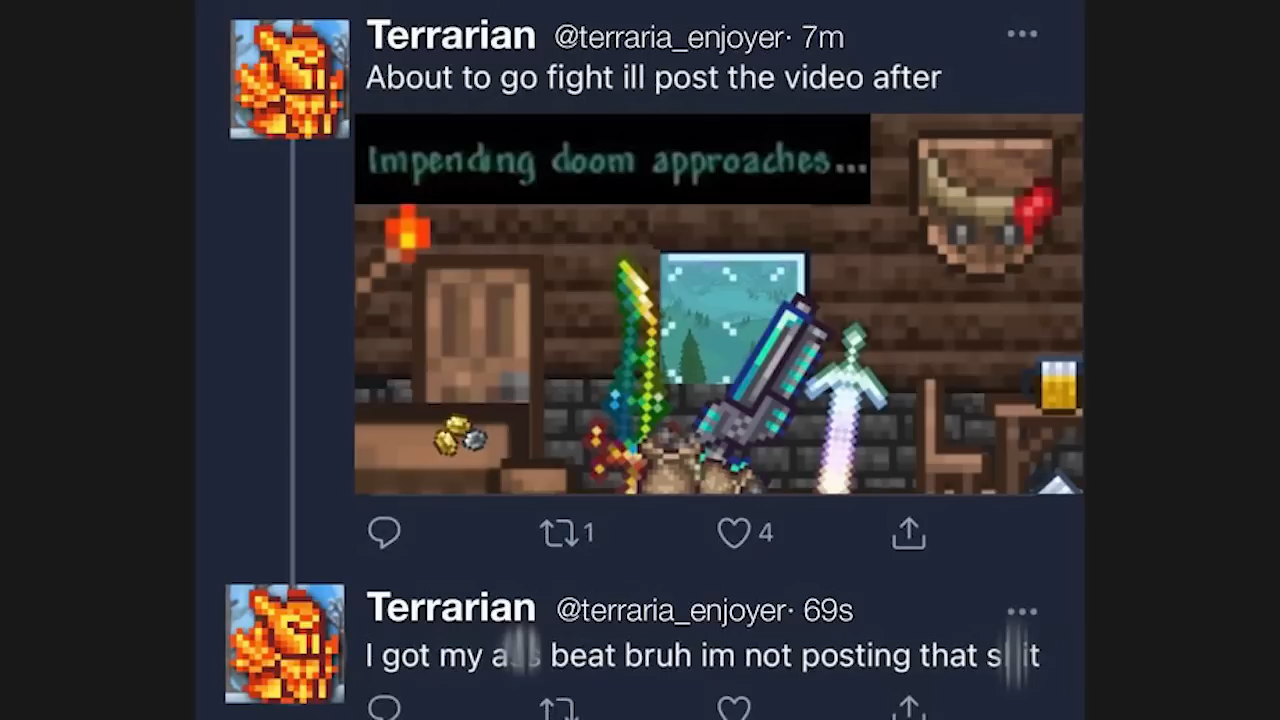 Terrarian @terraria_enjoyer· 7m
About to go fight ill post the video after
Impending doom approaches...
1
4
Terrarian @terraria_enjoyer· 69s
I got my a s beat bruh im not posting that s it